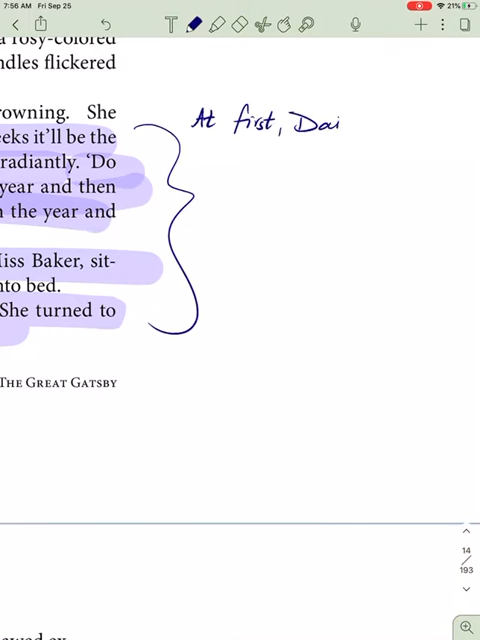 7:56 AM Fri Sep 25
21%
T
a rosy-colored
ndles flickered
rowning. She
At first, Dai
eeks it'll be the
radiantly. 'Do
year and then
n the year and
Miss Baker, sit-
nto bed.
She turned to
THE GREAT GATSBY
14
193